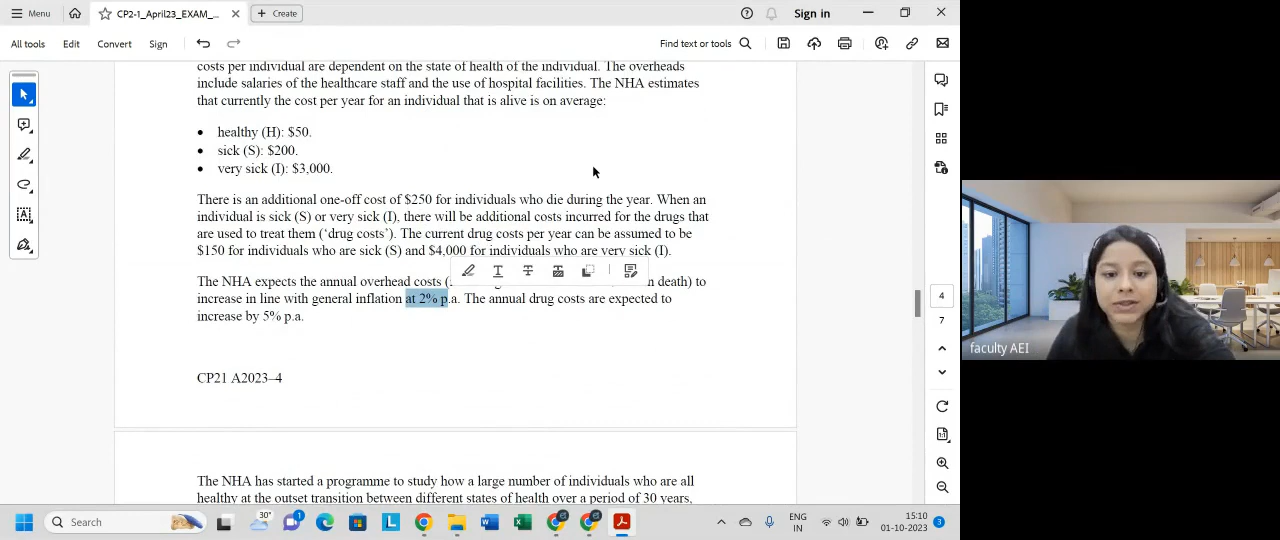 Menu
CP2-1_April23_EXAM_...
Create
Sign in
All tools
Edit
Convert
Sign
Find text or tools
costs per individual are dependent on the state of health of the individual. The overheads
include salaries of the healthcare staff and the use of hospital facilities. The NHA estimates
that currently the cost per year for an individual that is alive is on average:
• healthy (H): $50.
• sick (S): $200.
• very sick (I): $3,000.
There is an additional one-off cost of $250 for individuals who die during the year. When an
individual is sick (S) or very sick (I), there will be additional costs incurred for the drugs that
are used to treat them (‘drug costs’). The current drug costs per year can be assumed to be
$150 for individuals who are sick (S) and $4,000 for individuals who are very sick (I).
The NHA expects the annual overhead costs death) to
increase in line with general inflation at 2% p.a. The annual drug costs are expected to
increase by 5% p.a.
4
7
CP21 A2023–4
The NHA has started a programme to study how a large number of individuals who are all
healthy at the outset transition between different states of health over a period of 30 years,
faculty AEI
Search
30°
1
ENG
IN
15:10
01-10-2023
3